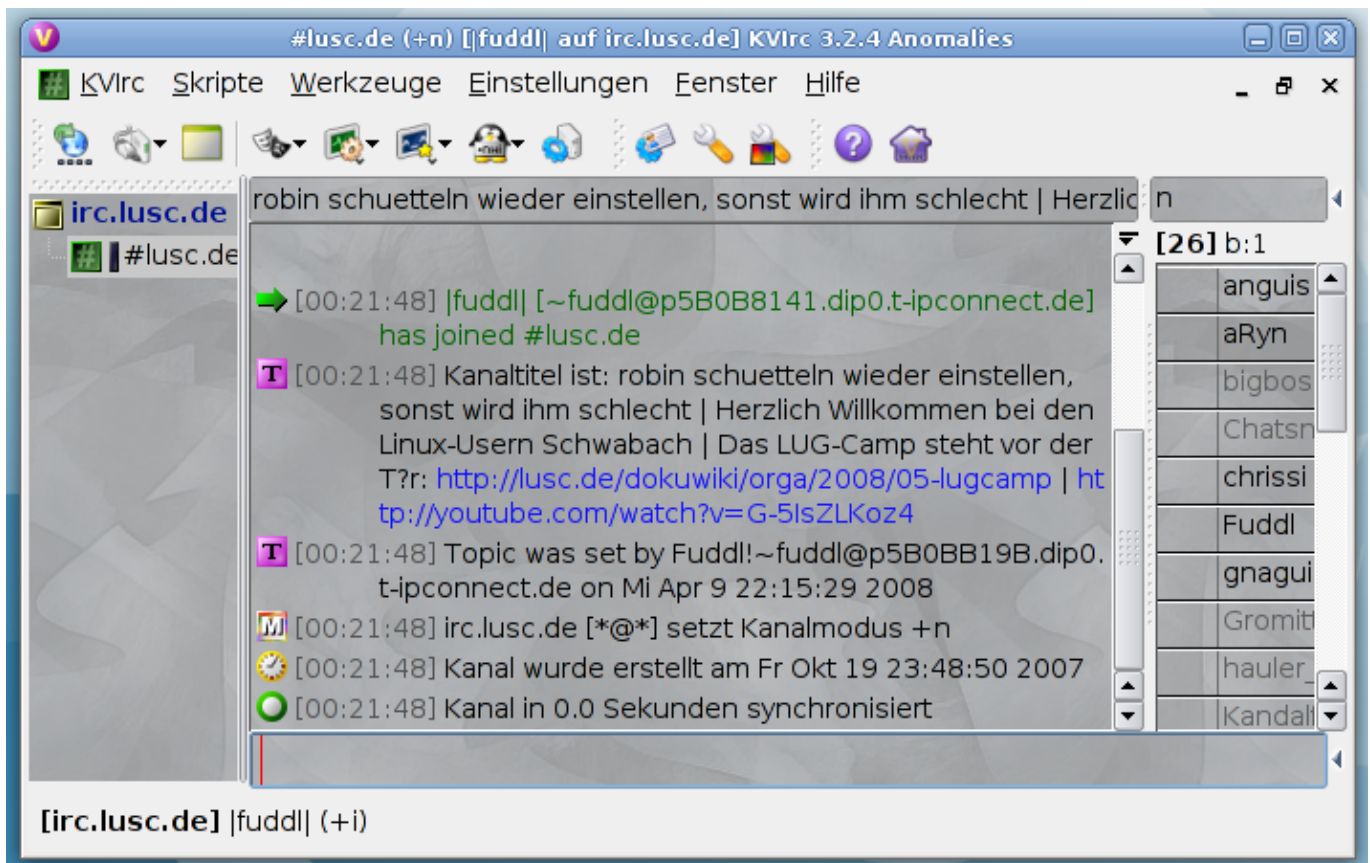 #lusc.de (+n) [|fuddl| auf irc.lusc.de] KVIrc 3.2.4 Anomalies
KVIrc Skripte Werkzeuge Einstellungen Fenster Hilfe
irc.lusc.de
#lusc.de
robin schuetteln wieder einstellen, sonst wird ihm schlecht | Herzlic
n
[00:21:48] |fuddl| [~fuddl@p5B0B8141.dip0.t-ipconnect.de]
has joined #lusc.de
[00:21:48] Kanaltitel ist: robin schuetteln wieder einstellen,
sonst wird ihm schlecht | Herzlich Willkommen bei den
Linux-Usern Schwabach | Das LUG-Camp steht vor der
T?r: http://lusc.de/dokuwiki/orga/2008/05-lugcamp | ht
tp://youtube.com/watch?v=G-5IsZLKoz4
[00:21:48] Topic was set by Fuddl!~fuddl@p5B0BB19B.dip0.
t-ipconnect.de on Mi Apr 9 22:15:29 2008
[00:21:48] irc.lusc.de [*@*] setzt Kanalmodus +n
[00:21:48] Kanal wurde erstellt am Fr Okt 19 23:48:50 2007
[00:21:48] Kanal in 0.0 Sekunden synchronisiert
[26] b:1
anguis
aRyn
bigbos
Chatsn
chrissi
Fuddl
gnagui
Gromitt
hauler_
Kandalf
[irc.lusc.de] |fuddl| (+i)